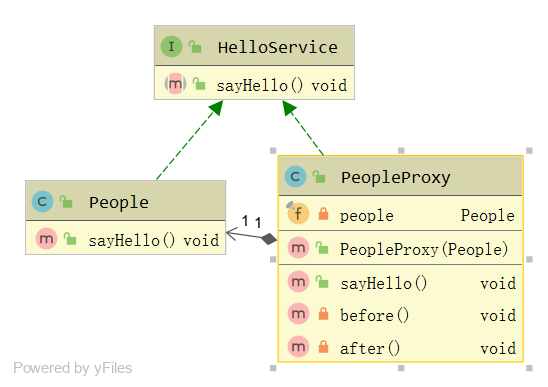 I HelloService
m sayHello() void
C People
m sayHello() void
1 1
C PeopleProxy
f people People
m PeopleProxy(People)
m sayHello() void
m before() void
m after() void
Powered by yFiles